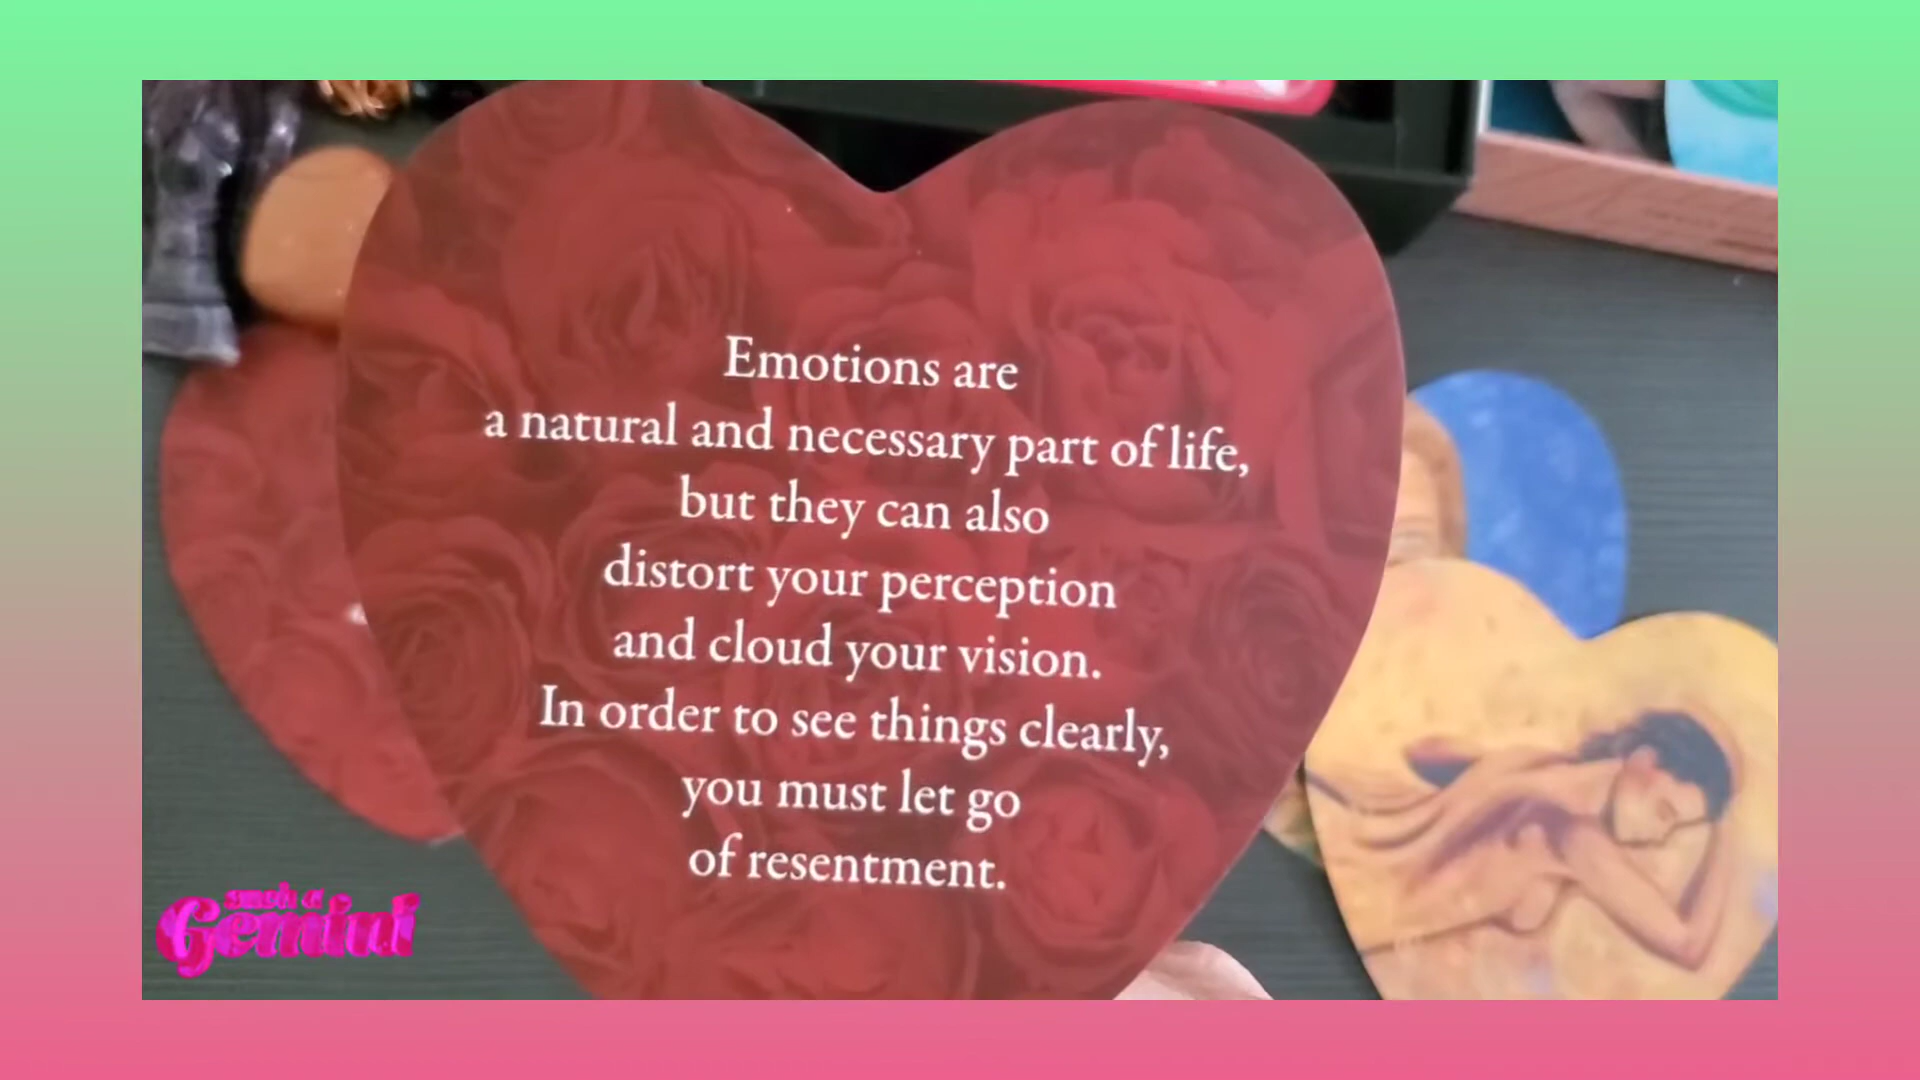 Emotions are
a natural and necessary part of life,
but they can also
distort your perception
and cloud your vision.
In order to see things clearly,
you must let go
of resentment.
such a
Gemini